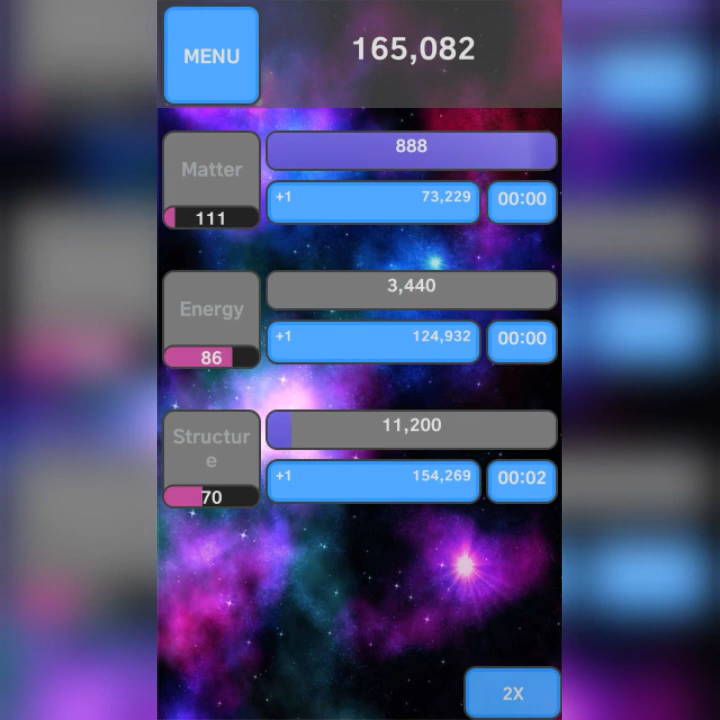 MENU
165,082
888
Matter
111
+1 73,229 00:00
3,440
Energy
86
+1 124,932 00:00
11,200
Structur
e
70
+1 154,269 00:02
2X